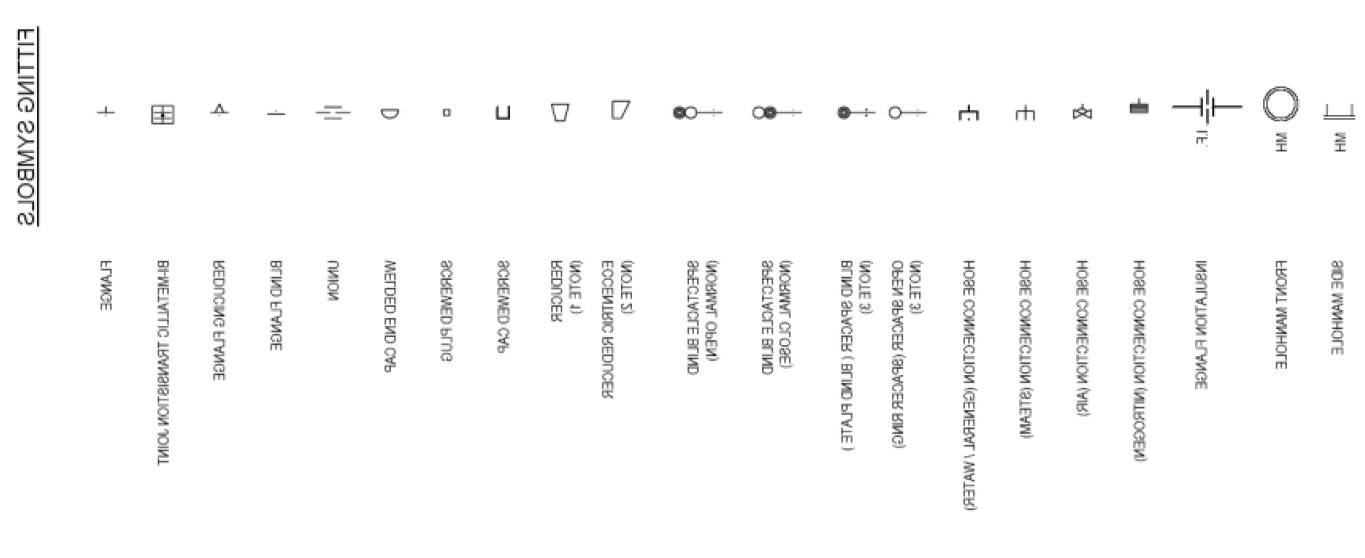 FITTING SYMBOLS
FLANGE
BI-METALLIC TRANTSISITION JOINT
REDUCING FLANGE
BLIND FLANGE
UNION
WELDED END CAP
SCREWED PLUG
SCREWED CAP
REDUCER
(NOTE 1)
ECCENTRIC REDUCER
(NOTE 2)
SPECTACLE BLIND
(NORMAL OPEN)
SPECTACLE BLIND
(NORMAL CLOSE)
BLIND SPACER ( BLIND PLATE )
(NOTE 3)
OPEN SPACER (SPACER RING)
(NOTE 3)
HOSE CONNECTION (GENERAL \ WATER)
HOSE CONNECTION (STEAM)
HOSE CONNECTION (AIR)
HOSE CONNECTION (NITROGEN)
I.F.
INSULATION FLANGE
MH
FRONT MANHOLE
MH
SIDE MANHOLE